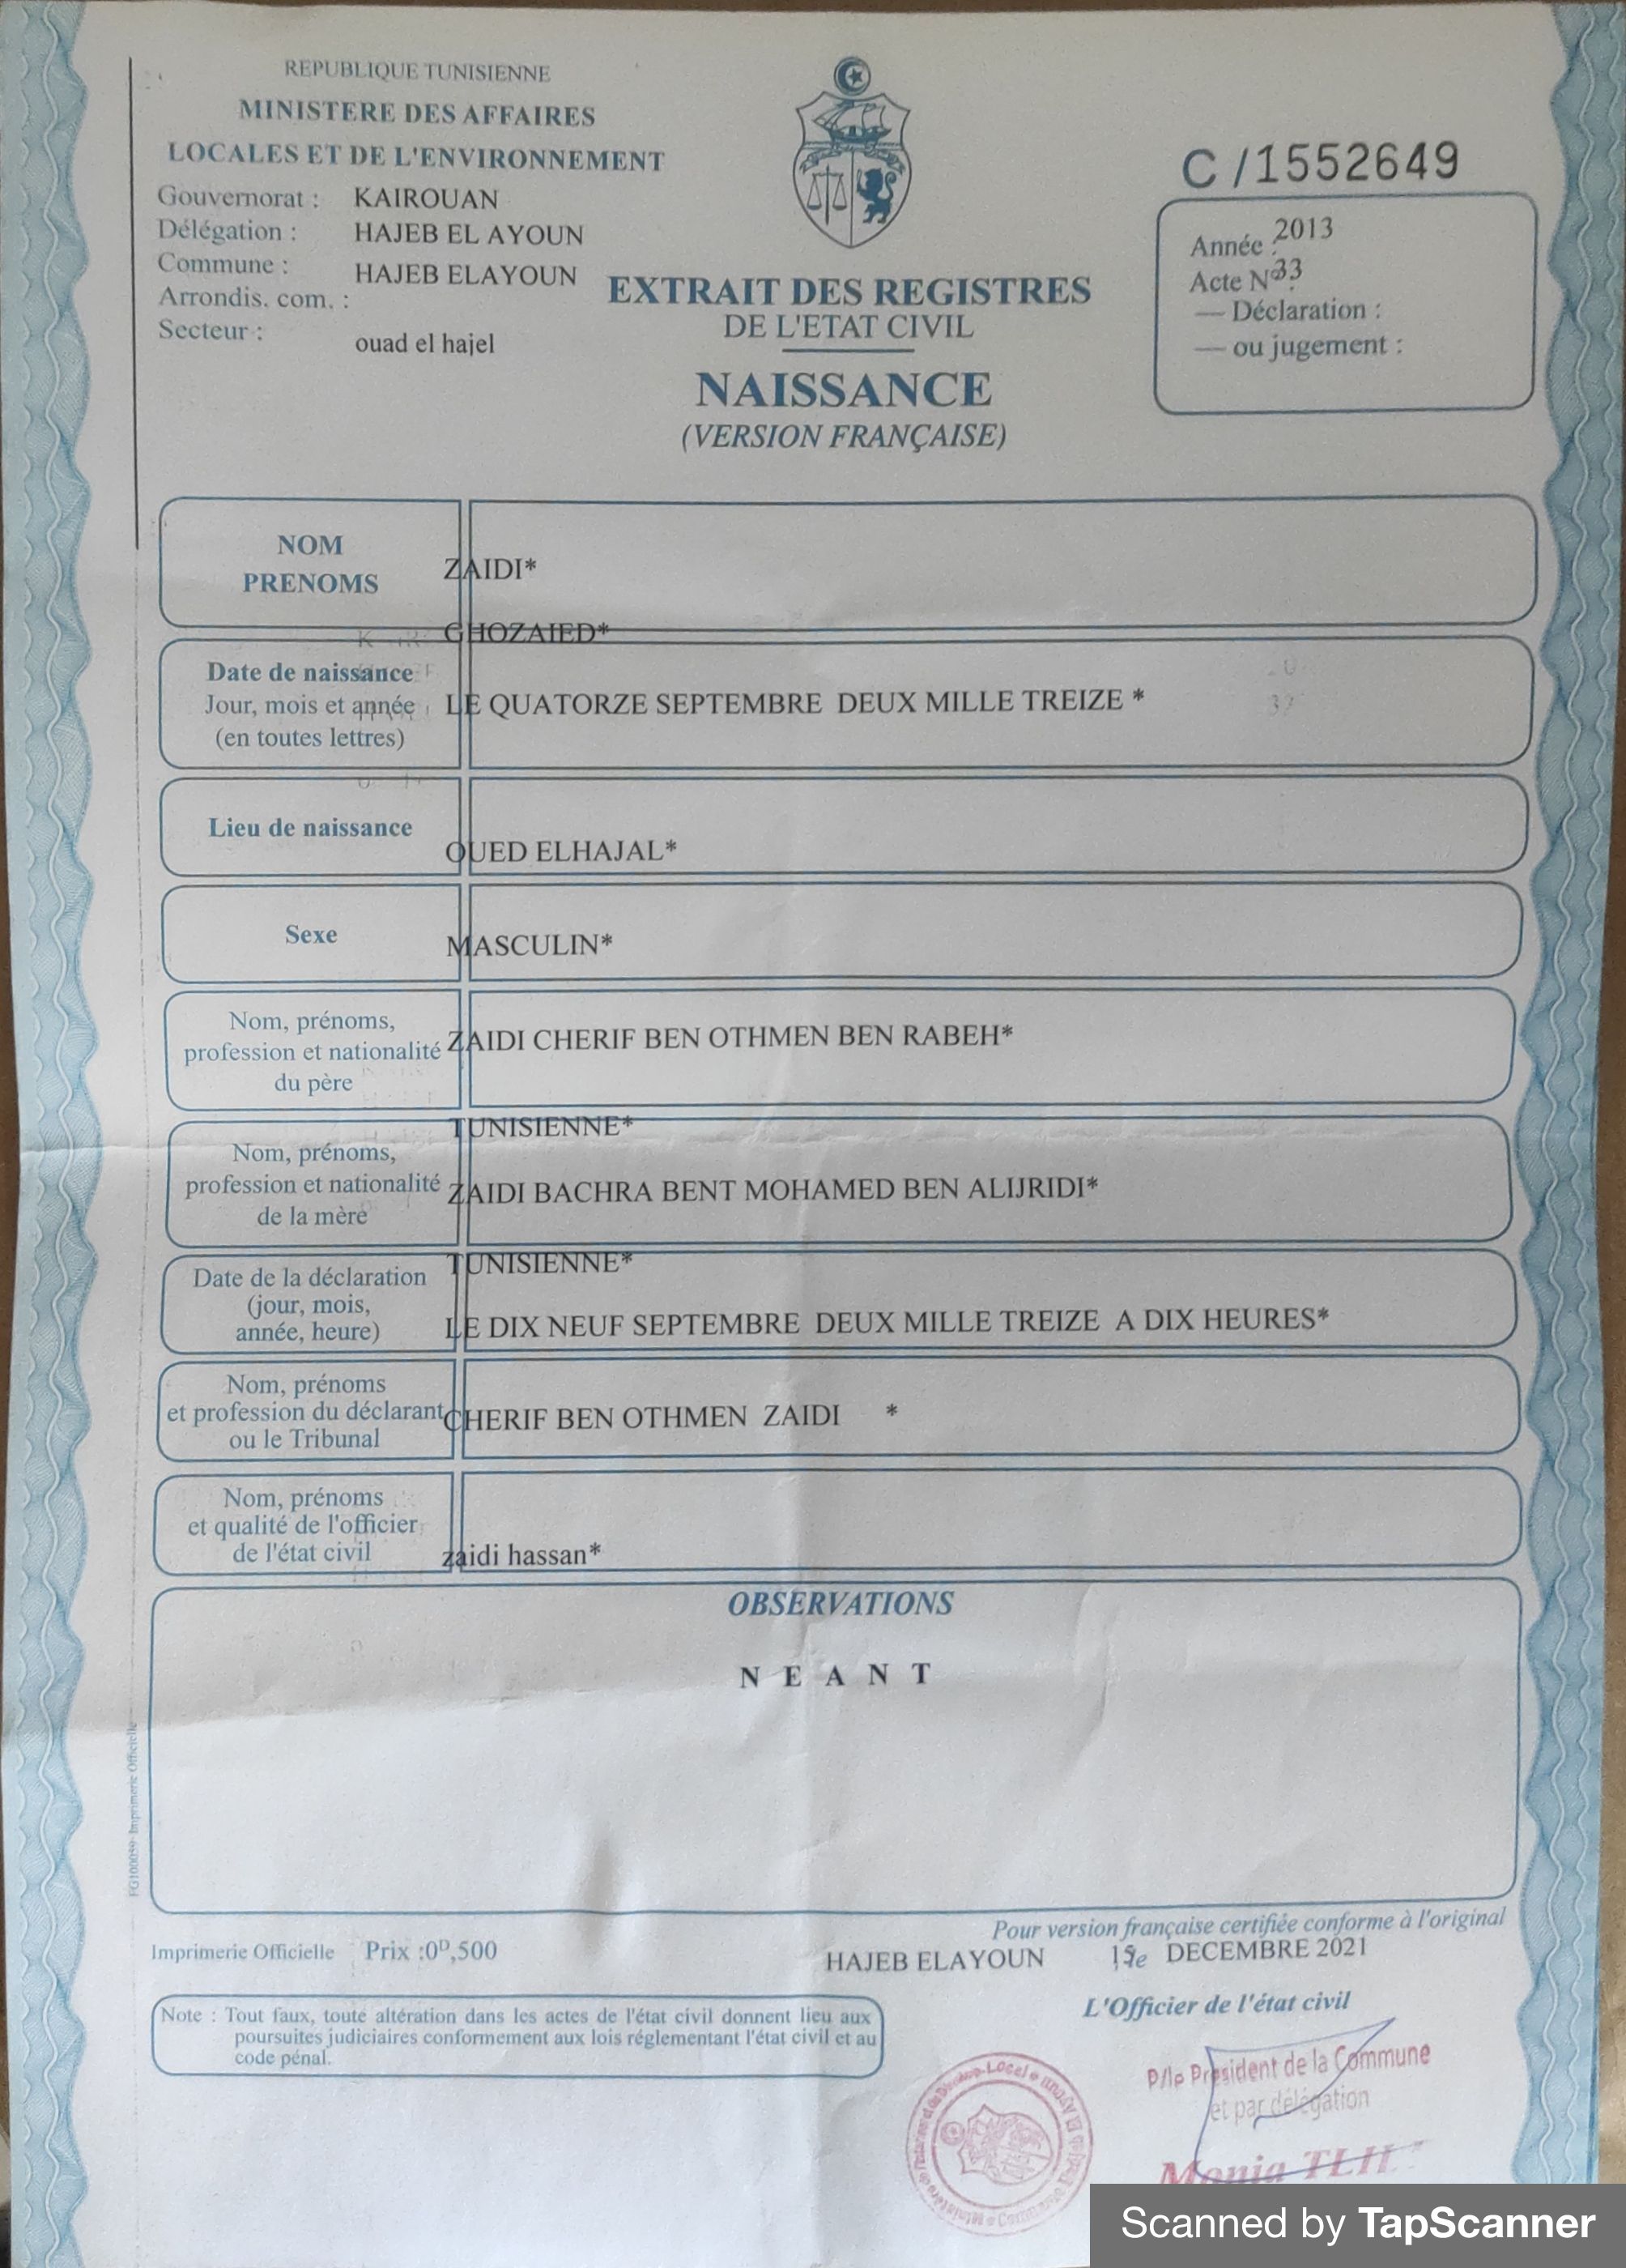 REPUBLIQUE TUNISIENNE
MINISTERE DES AFFAIRES
LOCALES ET DE L'ENVIRONNEMENT
Gouvernorat : KAIROUAN
Délégation : HAJEB EL AYOUN
Commune : HAJEB ELAYOUN
Arrondis. com. :
Secteur : ouad el hajel
C /1552649
Année : 2013
Acte N° : 33
— Déclaration :
— ou jugement :
EXTRAIT DES REGISTRES
DE L'ETAT CIVIL
NAISSANCE
(VERSION FRANÇAISE)
NOM
PRENOMS
ZAIDI*
GHOZAIED*
Date de naissance
Jour, mois et année
(en toutes lettres)
LE QUATORZE SEPTEMBRE DEUX MILLE TREIZE *
Lieu de naissance
OUED ELHAJAL*
Sexe
MASCULIN*
Nom, prénoms,
profession et nationalité
du père
ZAIDI CHERIF BEN OTHMEN BEN RABEH*
TUNISIENNE*
Nom, prénoms,
profession et nationalité
de la mère
ZAIDI BACHRA BENT MOHAMED BEN ALIJRIDI*
TUNISIENNE*
Date de la déclaration
(jour, mois,
année, heure)
LE DIX NEUF SEPTEMBRE DEUX MILLE TREIZE A DIX HEURES*
Nom, prénoms
et profession du déclarant
ou le Tribunal
CHERIF BEN OTHMEN ZAIDI *
Nom, prénoms
et qualité de l'officier
de l'état civil
zaidi hassan*
OBSERVATIONS
N E A N T
FG100039 Imprimerie Officielle
Pour version française certifiée conforme à l'original
Imprimerie Officielle Prix :0D,500
HAJEB ELAYOUN DECEMBRE 2021
L'Officier de l'état civil
Note : Tout faux, toute altération dans les actes de l'état civil donnent lieu aux
poursuites judiciaires conformement aux lois réglementant l'état civil et au
code pénal.
P/le President de la Commune
et par délégation
Monia TLILI
Scanned by TapScanner